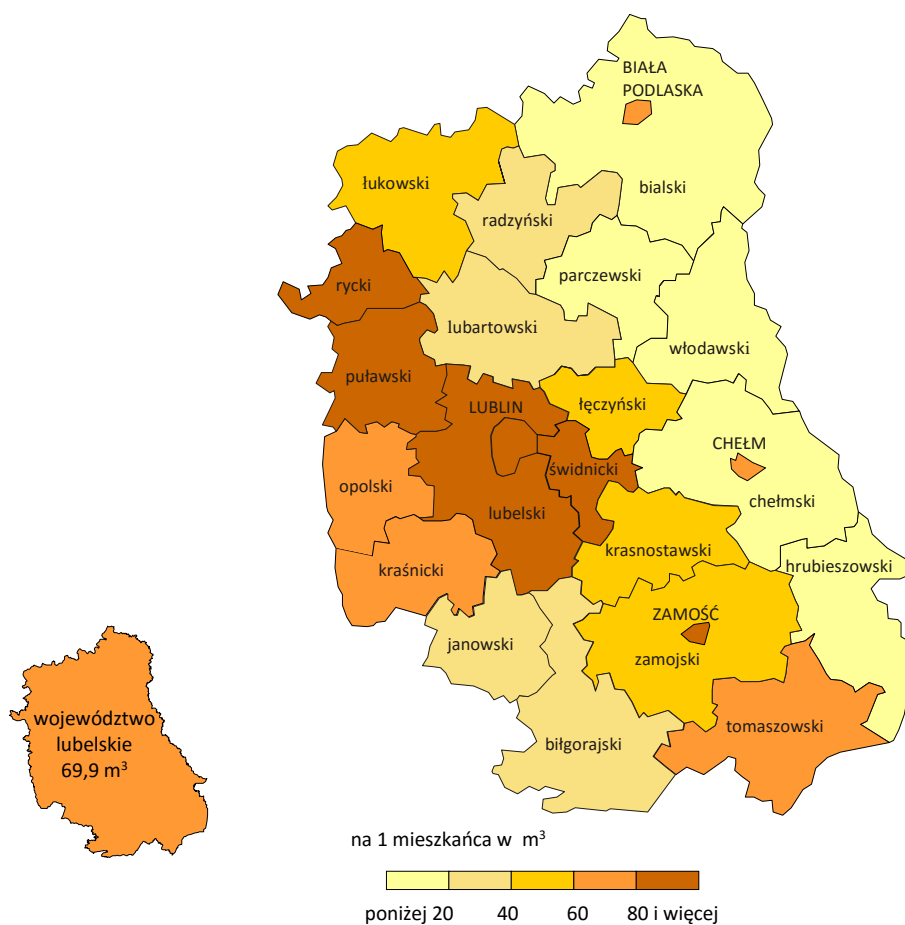 BIAŁA
PODLASKA
łukowski
bialski
radzyński
parczewski
rycki
lubartowski
włodawski
puławski
łęczyński
LUBLIN
CHEŁM
świdnicki
opolski
chełmski
lubelski
krasnostawski
hrubieszowski
kraśnicki
ZAMOŚĆ
janowski
zamojski
tomaszowski
biłgorajski
województwo
lubelskie
69,9 m³
na 1 mieszkańca w m³
poniżej 20 40 60 80 i więcej